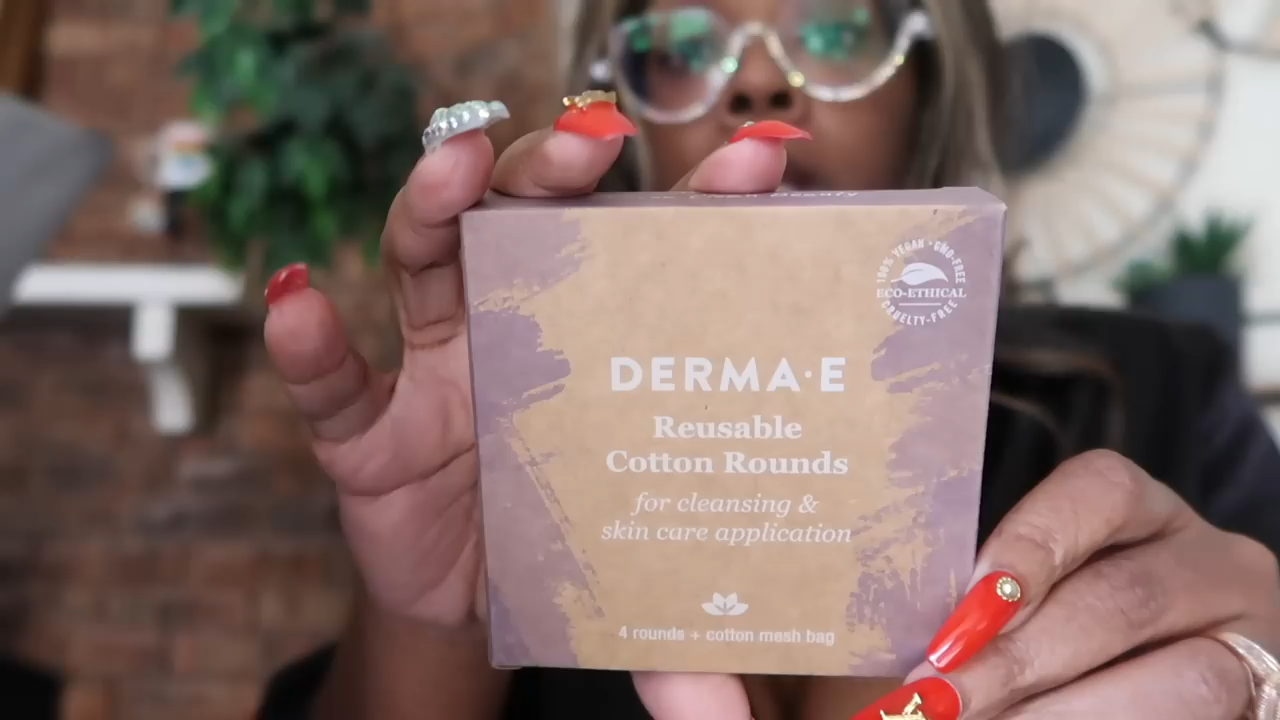 100% VEGAN • GMO-FREE
ECO-ETHICAL
CRUELTY-FREE
DERMA·E
Reusable
Cotton Rounds
for cleansing &
skin care application
4 rounds + cotton mesh bag